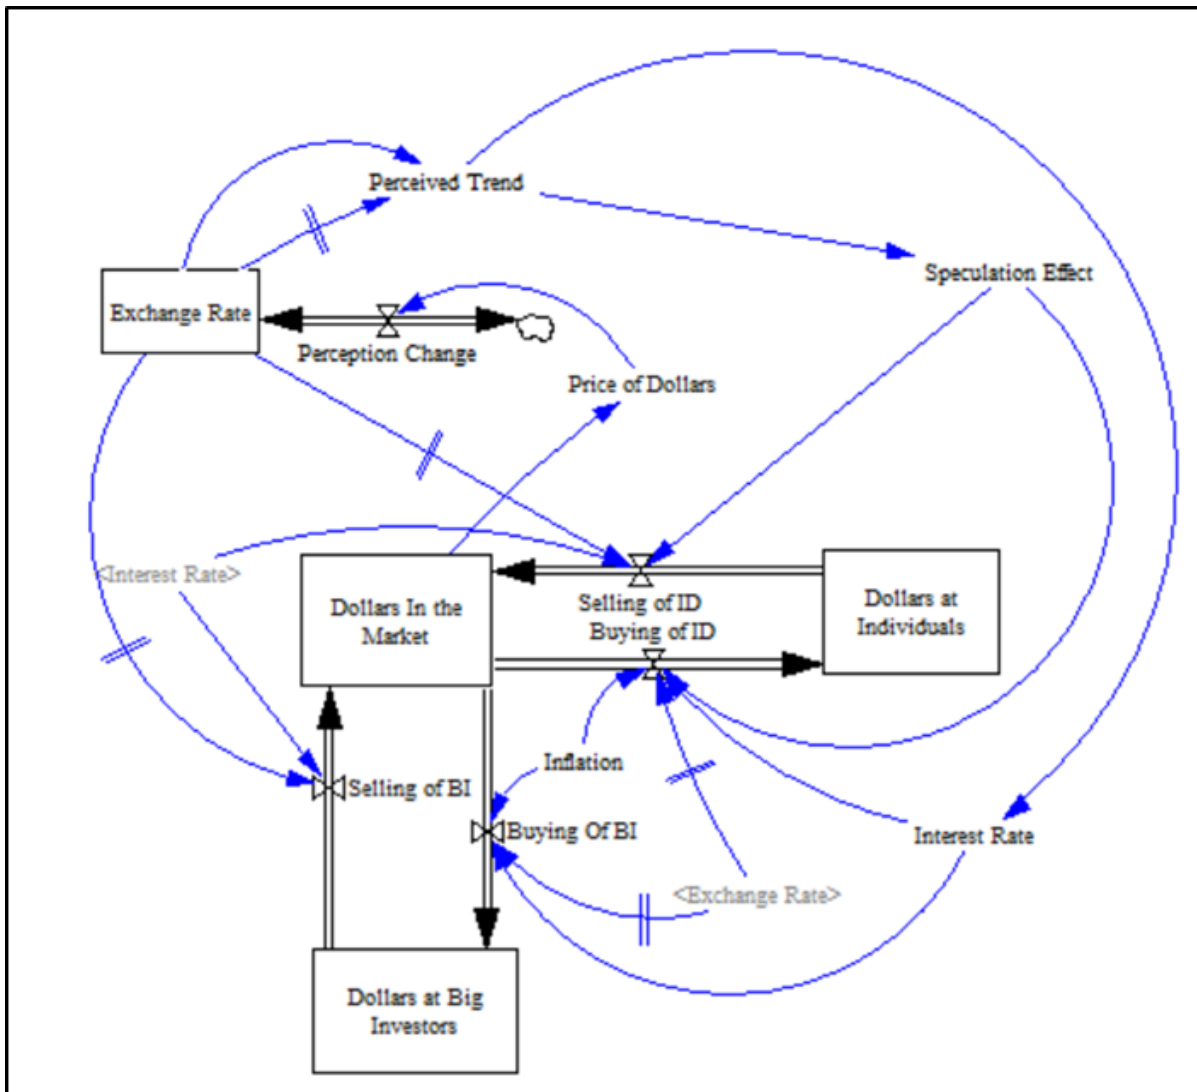 Perceived Trend
Speculation Effect
Exchange Rate
Perception Change
Price of Dollars
<Interest Rate>
Dollars In the
Market
Selling of ID
Buying of ID
Dollars at
Individuals
Inflation
Selling of BI
Buying Of BI
Interest Rate
<Exchange Rate>
Dollars at Big
Investors